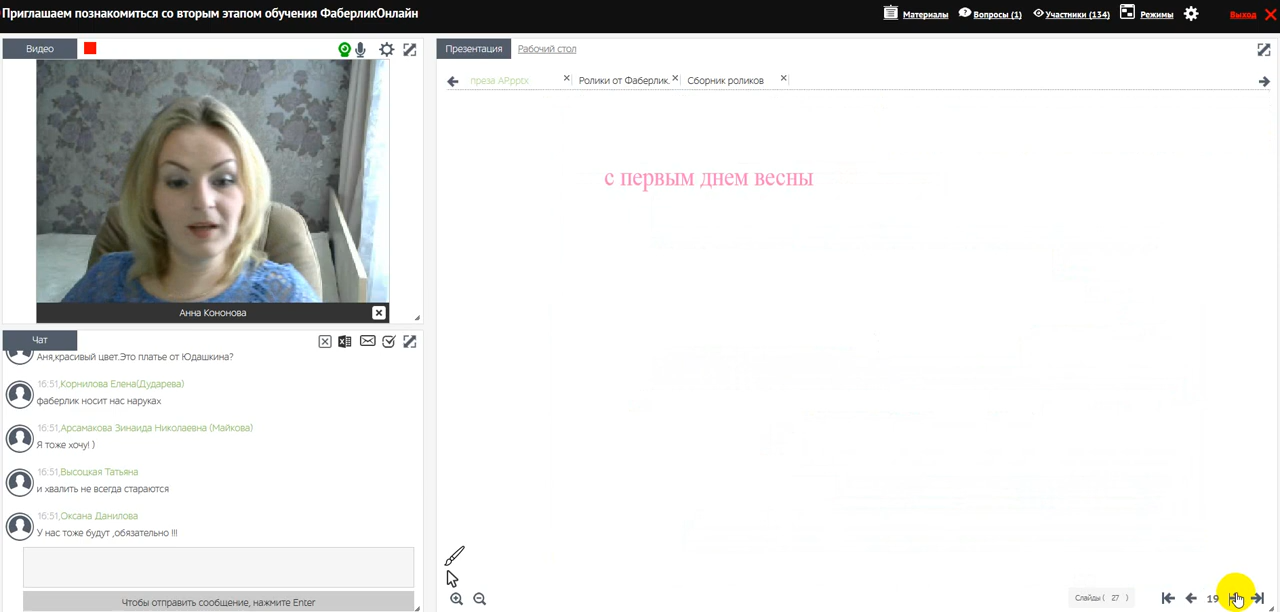 Приглашаем познакомиться со вторым этапом обучения ФаберликОнлайн
Материалы
Вопросы (1)
Участники (134)
Режимы
Выход
Видео
Анна Кононова
Чат
Аня,красивый цвет.Это платье от Юдашкина?
16:51,Корнилова Елена(Дударева)
фаберлик носит нас наруках
16:51,Арсамакова Зинаида Николаевна (Майкова)
Я тоже хочу! )
16:51,Высоцкая Татьяна
и хвалить не всегда стараются
16:51,Оксана Данилова
У нас тоже будут ,обязательно !!!
Чтобы отправить сообщение, нажмите Enter
Презентация
Рабочий стол
преза АРpptx
Ролики от Фаберлик.
Сборник роликов
с первым днем весны
Слайды ( 27 )
19